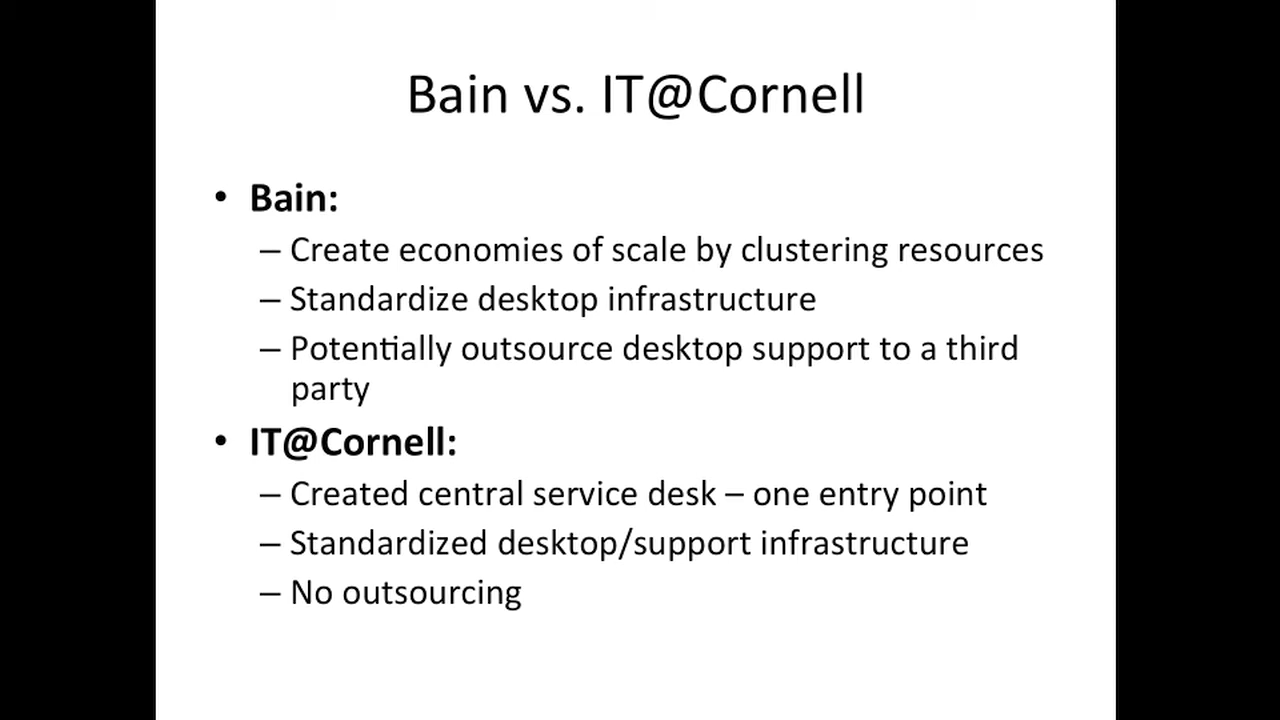 Bain vs. IT@Cornell
• Bain:
– Create economies of scale by clustering resources
– Standardize desktop infrastructure
– Potentially outsource desktop support to a third
party
• IT@Cornell:
– Created central service desk – one entry point
– Standardized desktop/support infrastructure
– No outsourcing